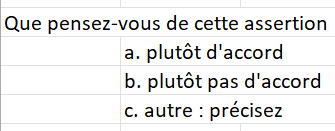 Que pensez-vous de cette assertion
a. plutôt d'accord
b. plutôt pas d'accord
c. autre : précisez